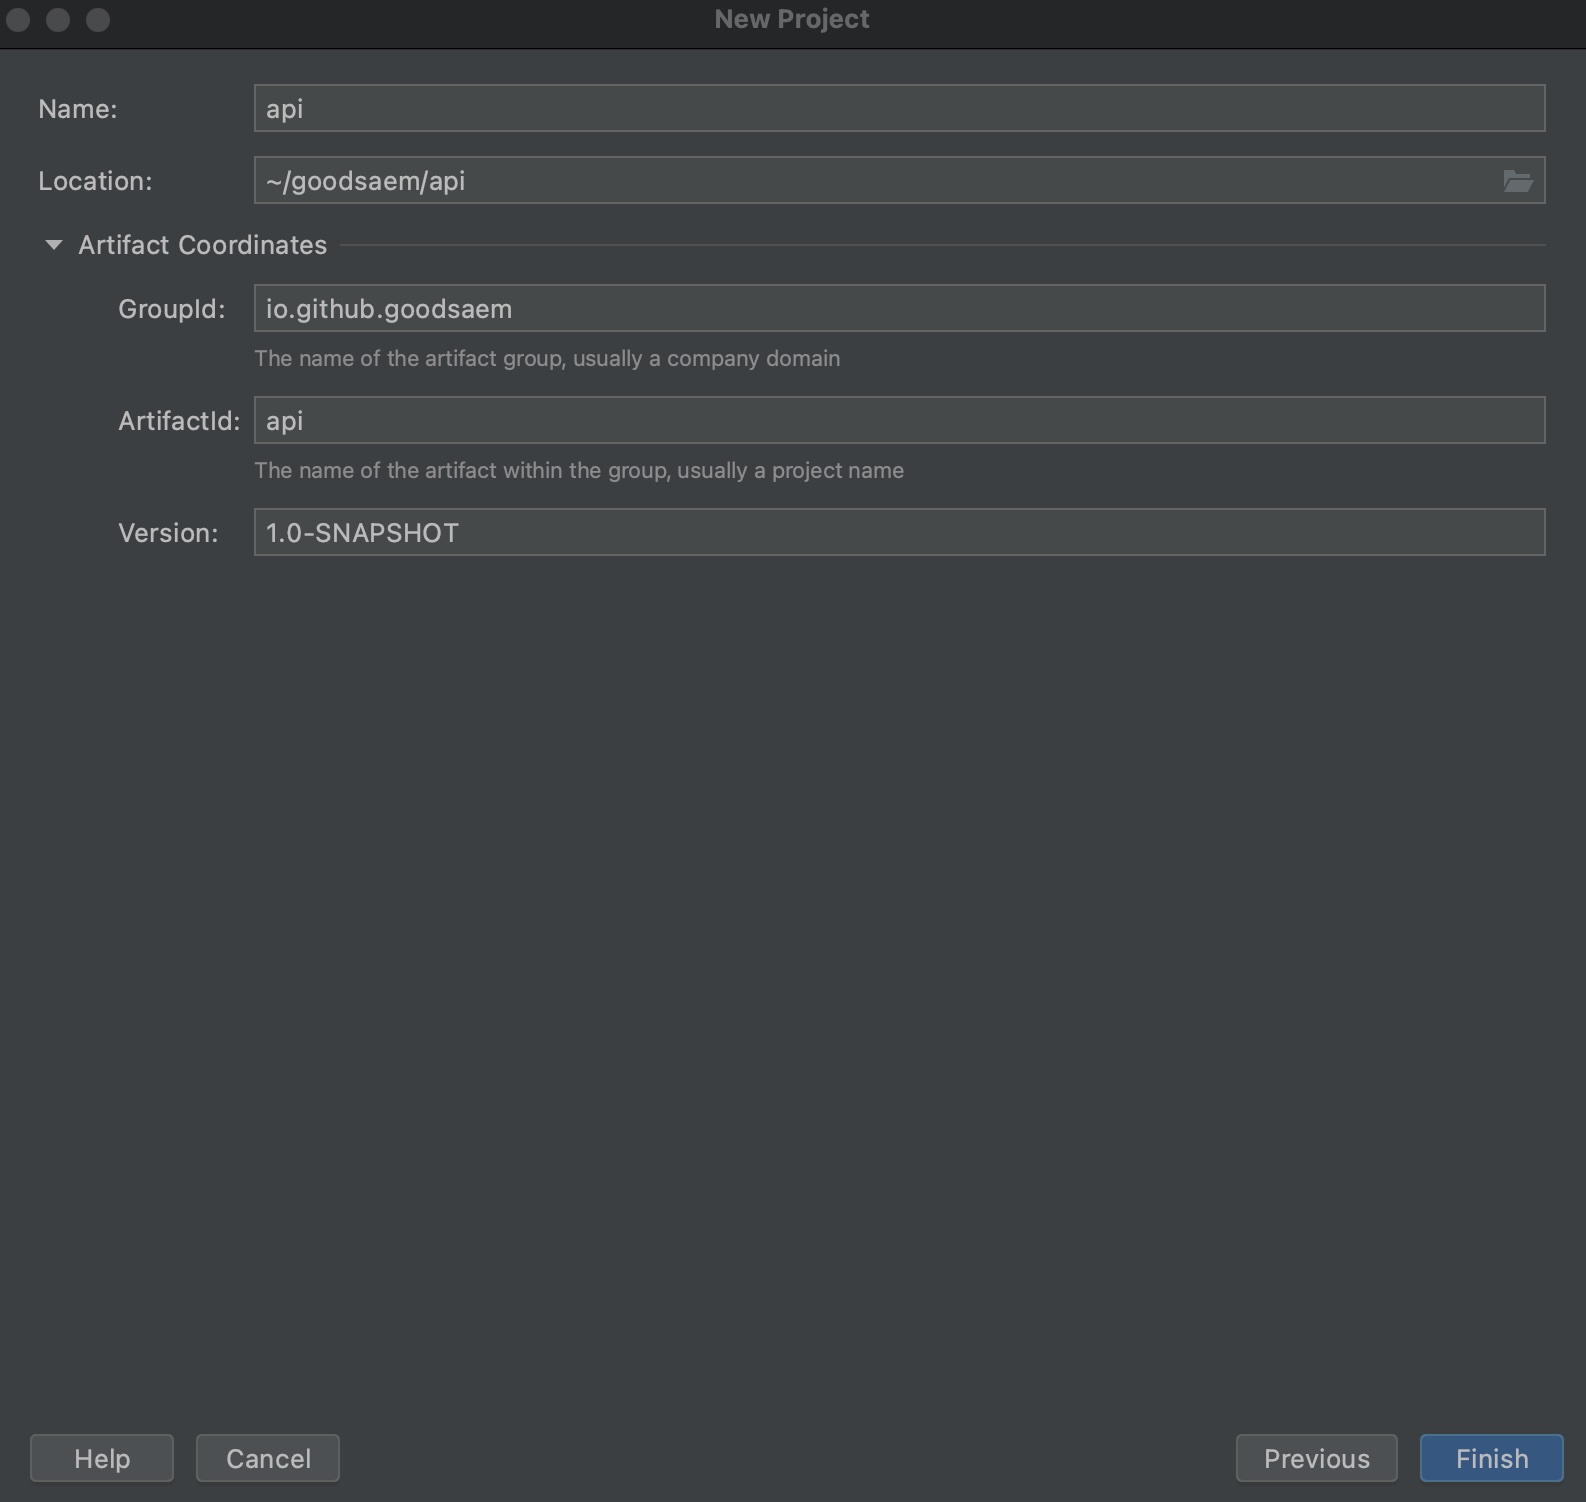 New Project
Name: api
Location: ~/goodsaem/api
Artifact Coordinates
GroupId: io.github.goodsaem
The name of the artifact group, usually a company domain
ArtifactId: api
The name of the artifact within the group, usually a project name
Version: 1.0-SNAPSHOT
Help Cancel Previous Finish